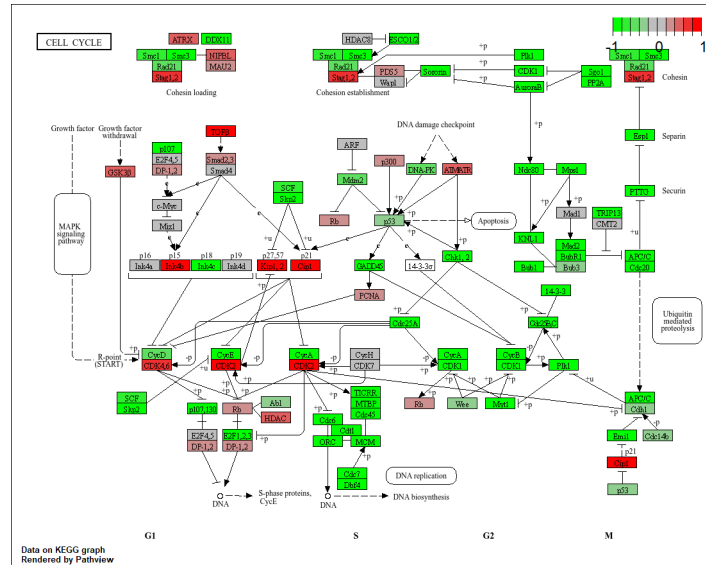 CELL CYCLE
ATRX
DDX11
HDAC8
ESCO1/2
-1 0 1
Smc1 Smc3
NIPBL
Rad21
MAU2
Stag1,2
Cohesin loading
+p
Smc1 Smc3
Rad21
PDS5
Stag1,2
Wapl
Sororin
Cohesion establishment
+p
Plk1
CDK1
AuroraB
Sgo1
PP2A
+p
Smc1 Smc3
Rad21
Stag1,2
Cohesin
Growth factor
Growth factor
withdrawal
TGFβ
GSK3β
p107
E2F4,5
DP-1,2
Smad2,3
Smad4
c-Myc
Miz1
e
e
e
SCF
Skp2
+u
+u
ARF
Mdm2
p300
Rb
DNA damage checkpoint
DNA-PK
ATM/ATR
+p
+p
+p
p53
Apoptosis
+p
Ndc80
Mps1
+p
+p
Mad1
KNL1
Mad2
BubR1
Bub1
Bub3
TRIP13
CMT2
+u
APC/C
Cdc20
Esp1
Separin
PTTG
Securin
MAPK
signaling
pathway
p16
p15
p18
p19
Ink4a
Ink4b
Ink4c
Ink4d
p27,57
p21
Kip1,2
Cip1
e
e
GADD45
14-3-3σ
+p
Chk1, 2
PCNA
14-3-3
Cdc25A
+p
Cdc25B,C
+p
Ubiquitin
mediated
proteolysis
R-point
(START)
+p
CycD
CDK4,6
-p
CycE
CDK2
CycA
CDK2
-p
CycH
CDK7
-p
CycA
CDK1
CycB
CDK1
-p
+p
Plk1
+u
SCF
Skp2
p107,130
+p
+p
Rb
Abl
HDAC
+p
+p
+p
+p
Rb
Wee
Myt1
APC/C
Cdh1
-p
Emi1
Cdc14b
p21
Cip1
p53
E2F4,5
DP-1,2
E2F1,2,3
DP-1,2
+p
Cdc6
Cdt1
ORC
TICRR
MTBP
Cdc45
MCM
+p
Cdc7
Dbf4
DNA replication
DNA
S-phase proteins,
CycE
DNA
DNA biosynthesis
G1 S G2 M
Data on KEGG graph
Rendered by Pathview